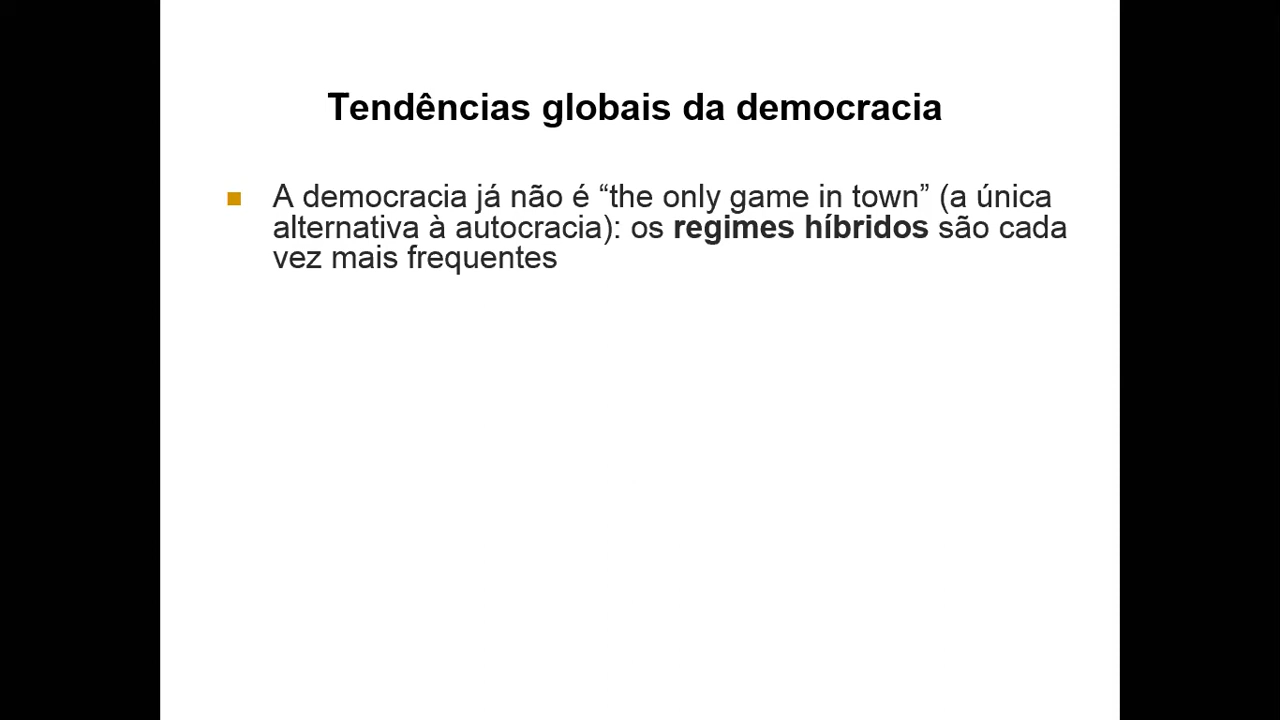 Tendências globais da democracia
A democracia já não é “the only game in town” (a única
alternativa à autocracia): os regimes híbridos são cada
vez mais frequentes